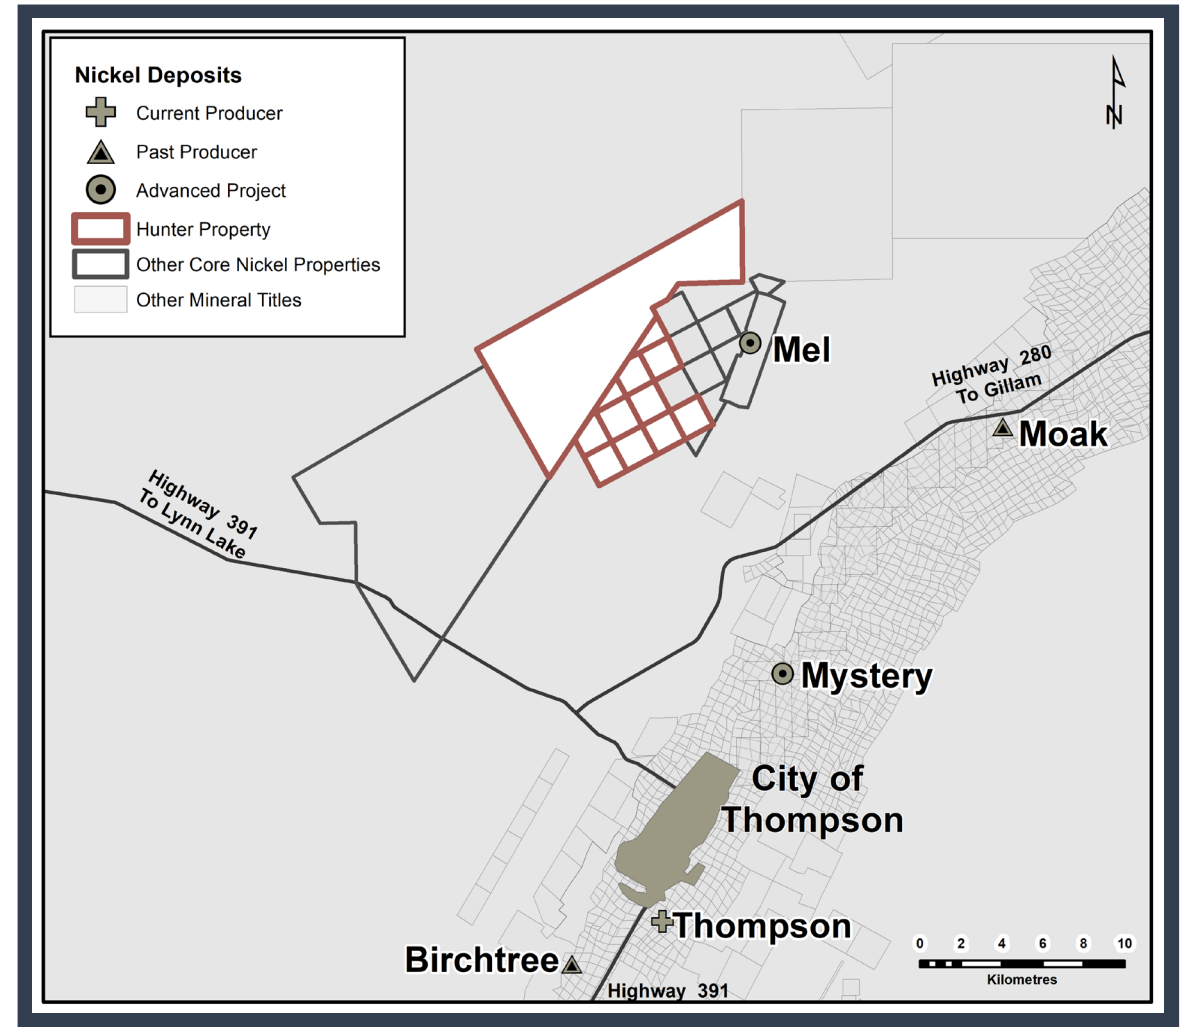 Nickel Deposits
Current Producer
Past Producer
Advanced Project
Hunter Property
Other Core Nickel Properties
Other Mineral Titles
N
Mel
Highway 280
To Gillam
Moak
Highway 391
To Lynn Lake
Mystery
City of
Thompson
Thompson
Birchtree
Highway 391
0 2 4 6 8 10
Kilometres